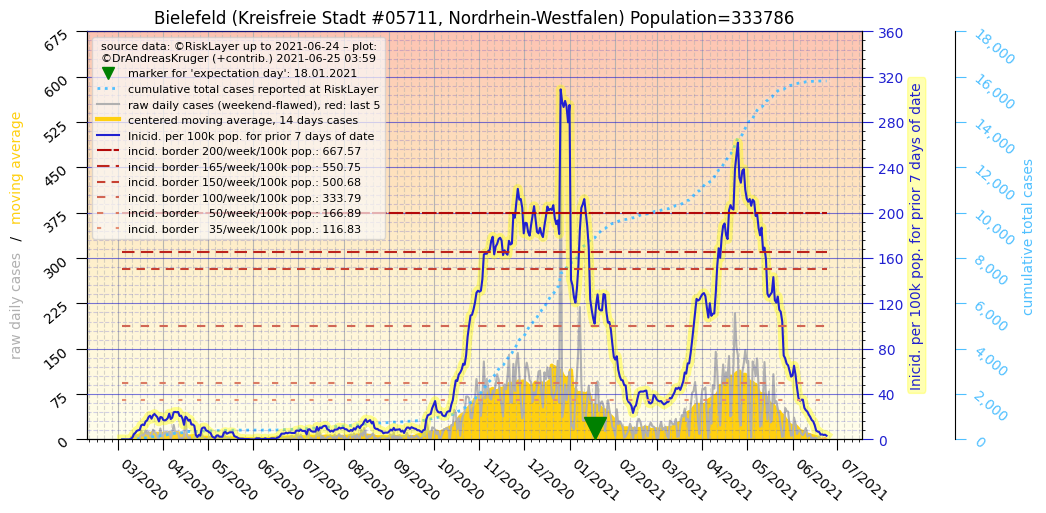 Bielefeld (Kreisfreie Stadt #05711, Nordrhein-Westfalen) Population=333786
source data: ©RiskLayer up to 2021-06-24 – plot:
©DrAndreasKruger (+contrib.) 2021-06-25 03:59
marker for 'expectation day': 18.01.2021
cumulative total cases reported at RiskLayer
raw daily cases (weekend-flawed), red: last 5
centered moving average, 14 days cases
Inicid. per 100k pop. for prior 7 days of date
incid. border 200/week/100k pop.: 667.57
incid. border 165/week/100k pop.: 550.75
incid. border 150/week/100k pop.: 500.68
incid. border 100/week/100k pop.: 333.79
incid. border   50/week/100k pop.: 166.89
incid. border   35/week/100k pop.: 116.83
raw daily cases   /   moving average
675
600
525
450
375
300
225
150
75
0
360
320
280
240
200
160
120
80
40
0
Inicid. per 100k pop. for prior 7 days of date
18,000
16,000
14,000
12,000
10,000
8,000
6,000
4,000
2,000
0
cumulative total cases
03/2020
04/2020
05/2020
06/2020
07/2020
08/2020
09/2020
10/2020
11/2020
12/2020
01/2021
02/2021
03/2021
04/2021
05/2021
06/2021
07/2021